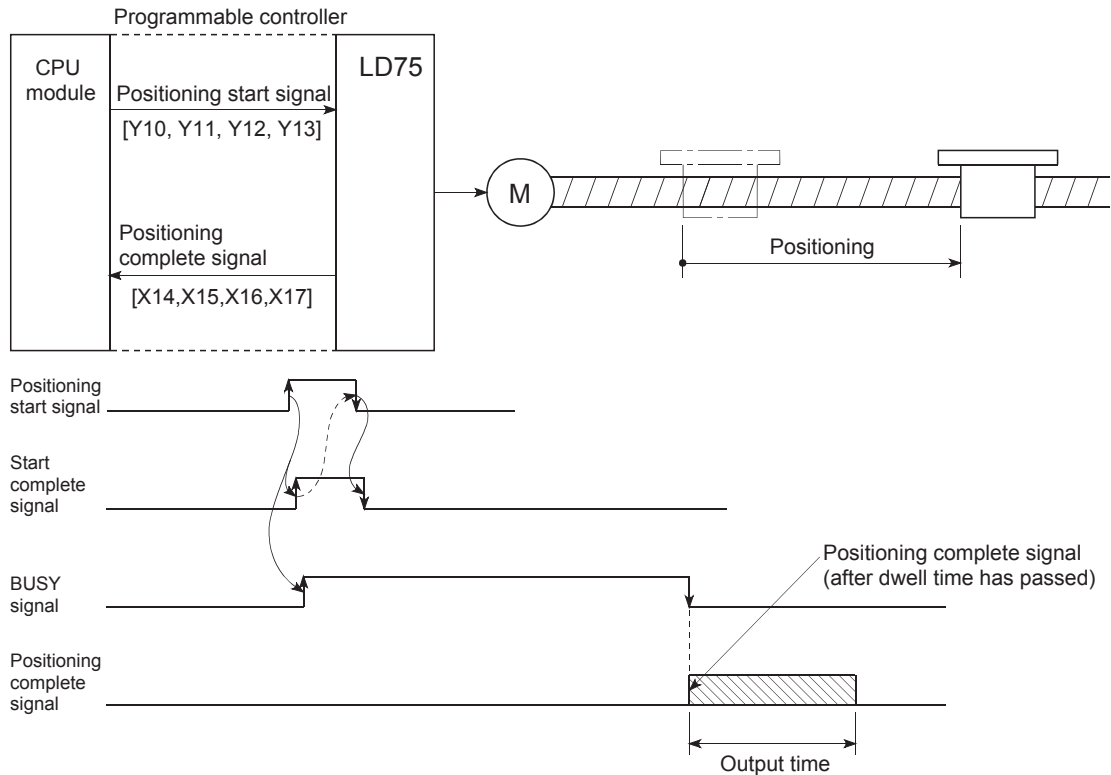 Programmable controller
CPU
module
LD75
Positioning start signal
[Y10, Y11, Y12, Y13]
Positioning
complete signal
[X14,X15,X16,X17]
M
Positioning
Positioning
start signal
Start
complete
signal
BUSY
signal
Positioning complete signal
(after dwell time has passed)
Positioning
complete
signal
Output time